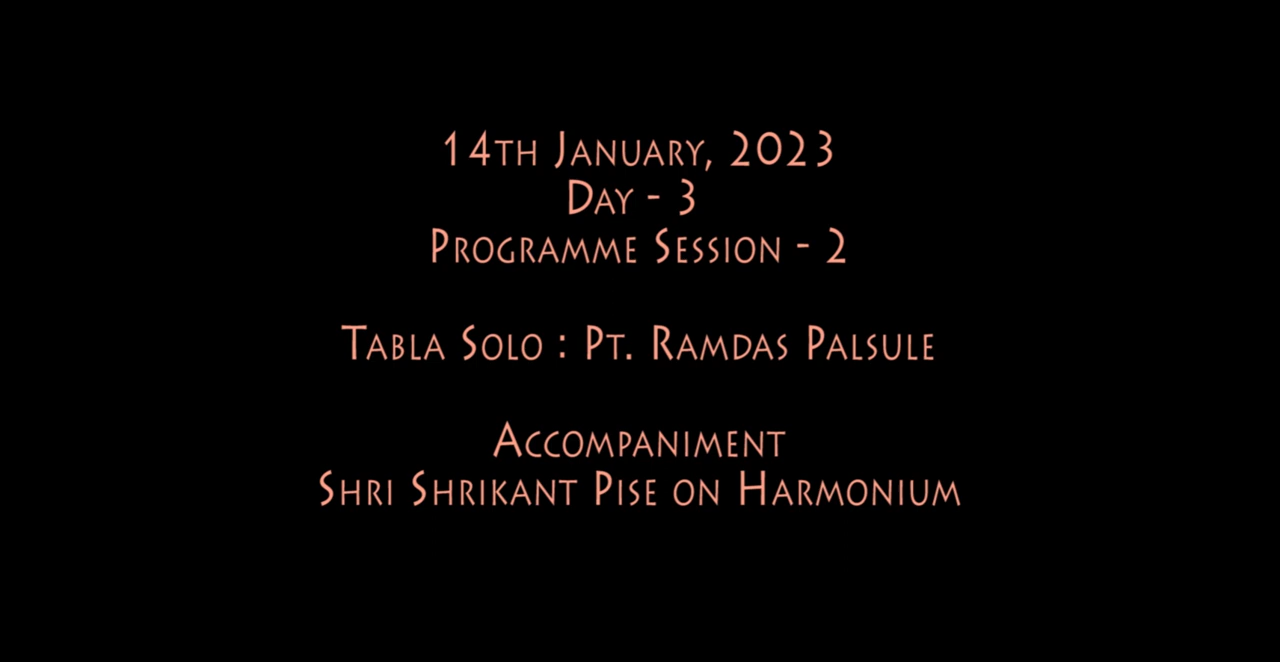 14th January, 2023
Day - 3
Programme Session - 2
Tabla Solo : Pt. Ramdas Palsule
Accompaniment
Shri Shrikant Pise on Harmonium